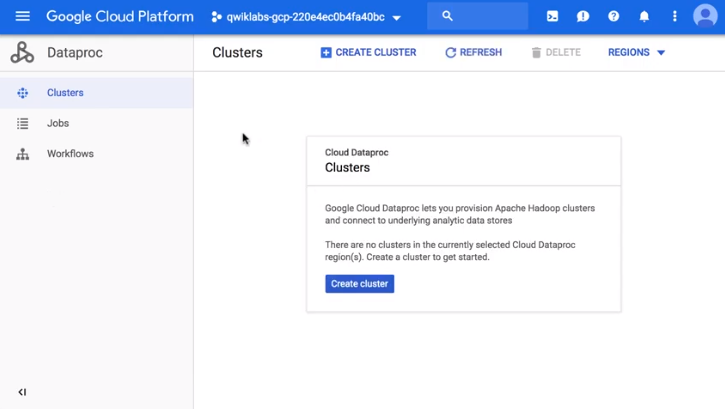 Google Cloud Platform
qwiklabs-gcp-220e4ec0b4fa40bc
Dataproc
Clusters
CREATE CLUSTER
REFRESH
DELETE
REGIONS
Clusters
Jobs
Workflows
Cloud Dataproc
Clusters
Google Cloud Dataproc lets you provision Apache Hadoop clusters
and connect to underlying analytic data stores
There are no clusters in the currently selected Cloud Dataproc
region(s). Create a cluster to get started.
Create cluster